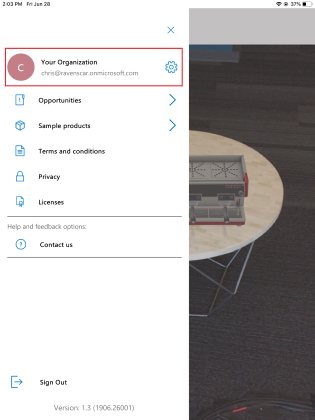 2:03 PM Fri Jun 28
37%
Your Organization
C
chris@ravenscar.onmicrosoft.com
Opportunities
Sample products
Terms and conditions
Privacy
Licenses
Help and feedback options:
Contact us
Sign Out
Version: 1.3 (1906.26001)